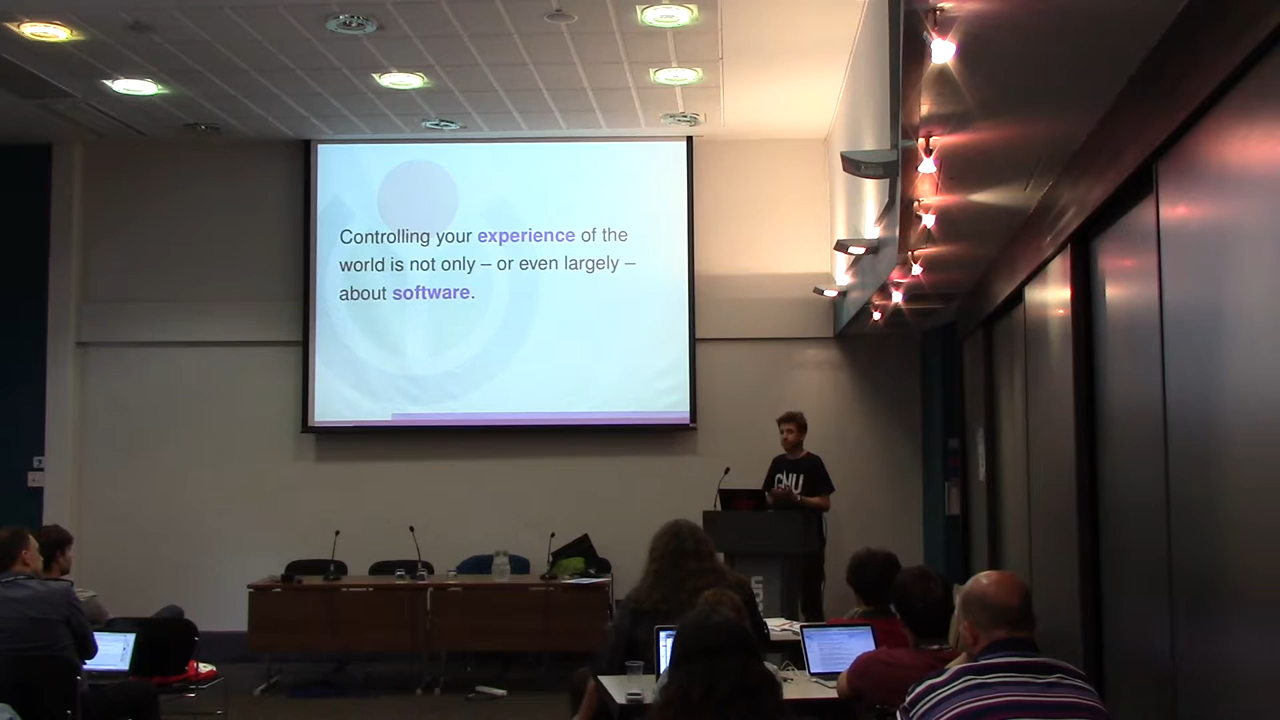 Controlling your experience of the
world is not only – or even largely –
about software.
GNU